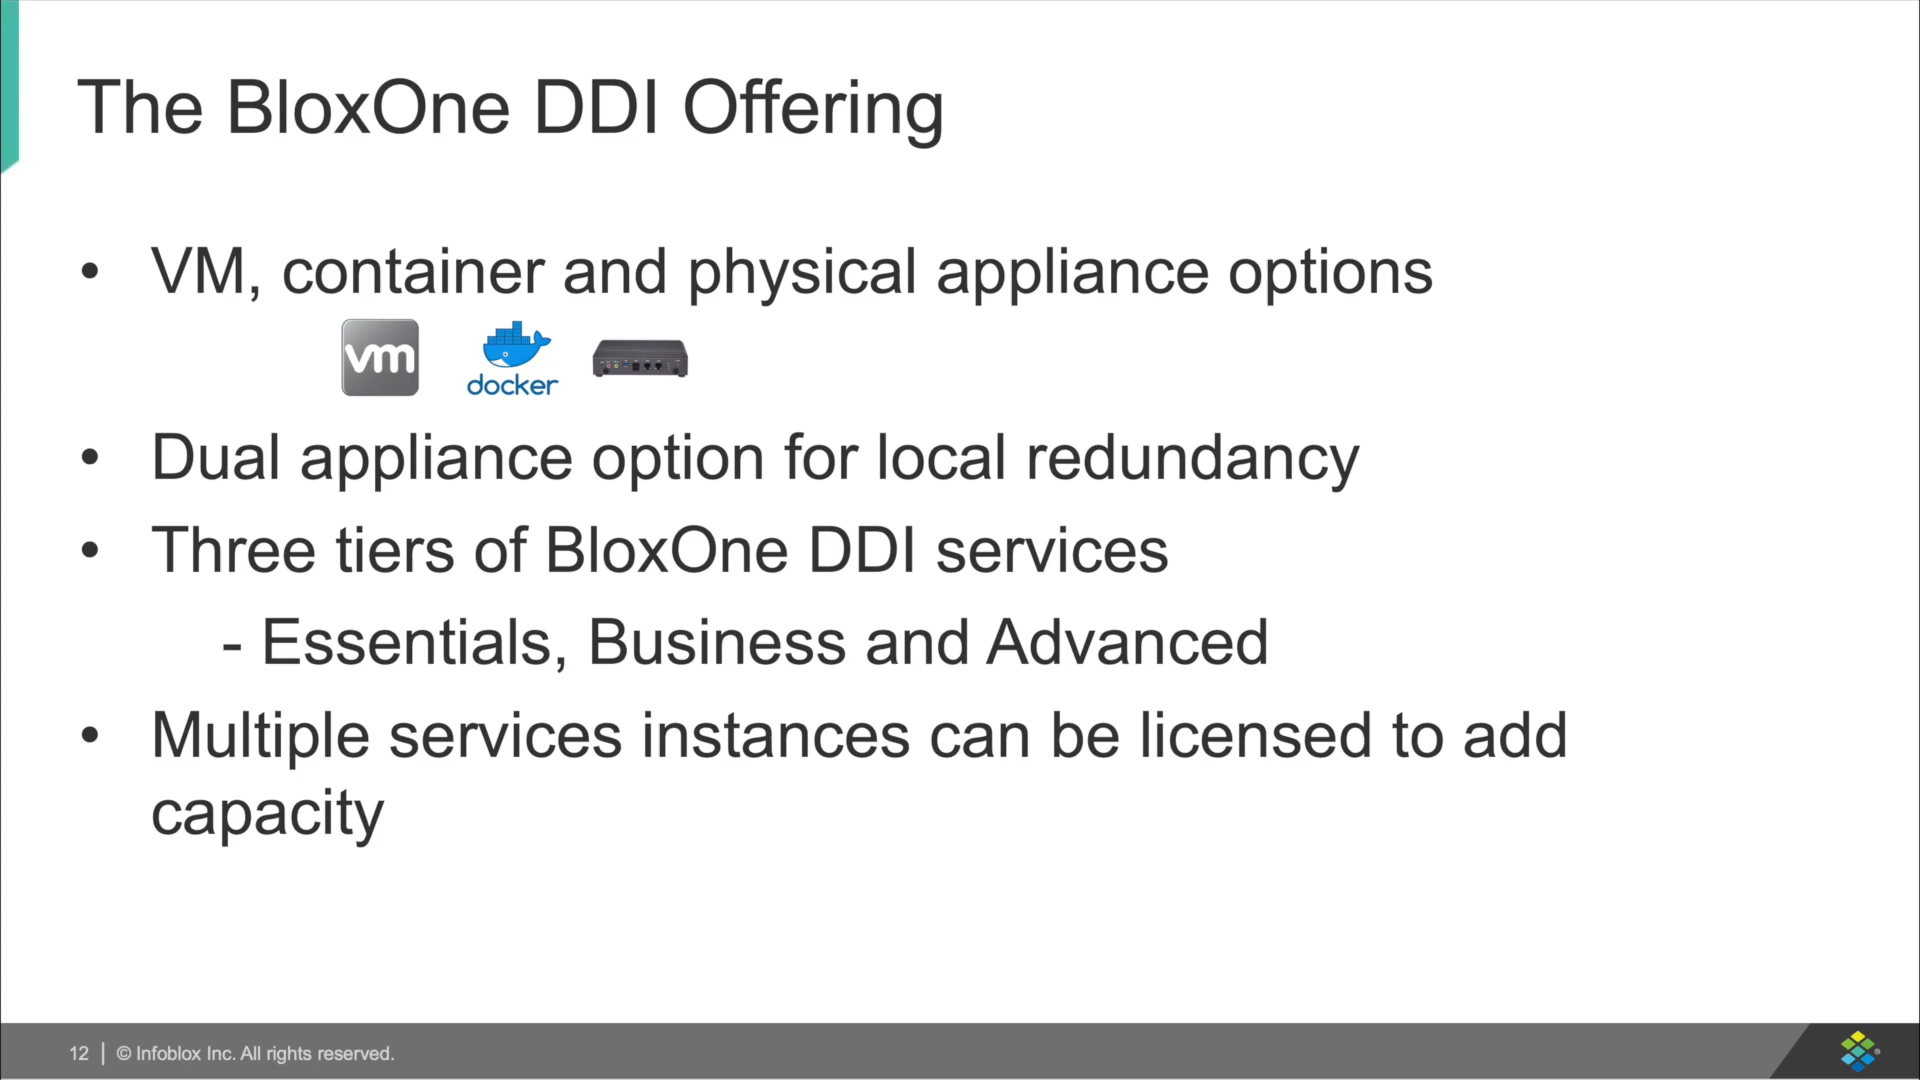 The BloxOne DDI Offering
• VM, container and physical appliance options
vm
docker
• Dual appliance option for local redundancy
• Three tiers of BloxOne DDI services
- Essentials, Business and Advanced
• Multiple services instances can be licensed to add
capacity
12 | © Infoblox Inc. All rights reserved.